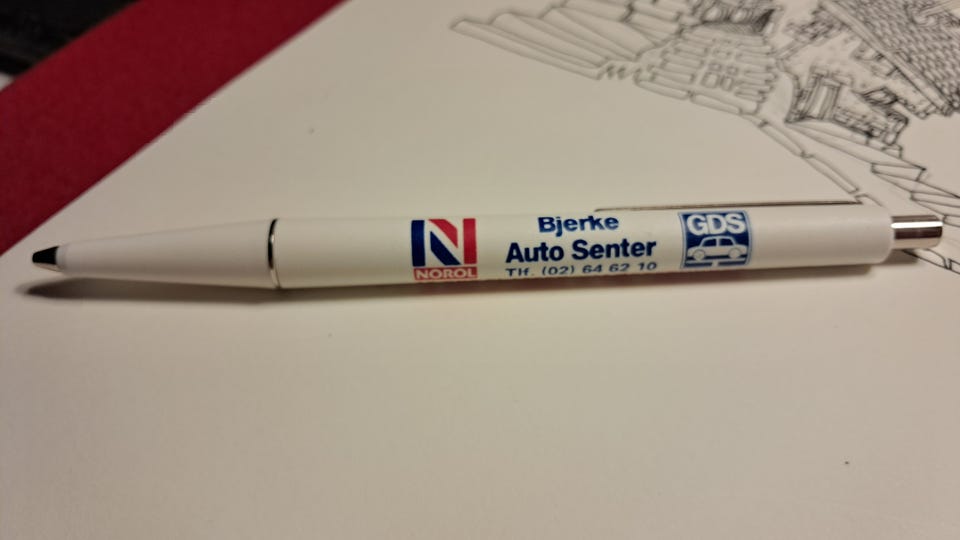 NOROL
Bjerke
Auto Senter
Tlf. (02) 64 62 10
GDS